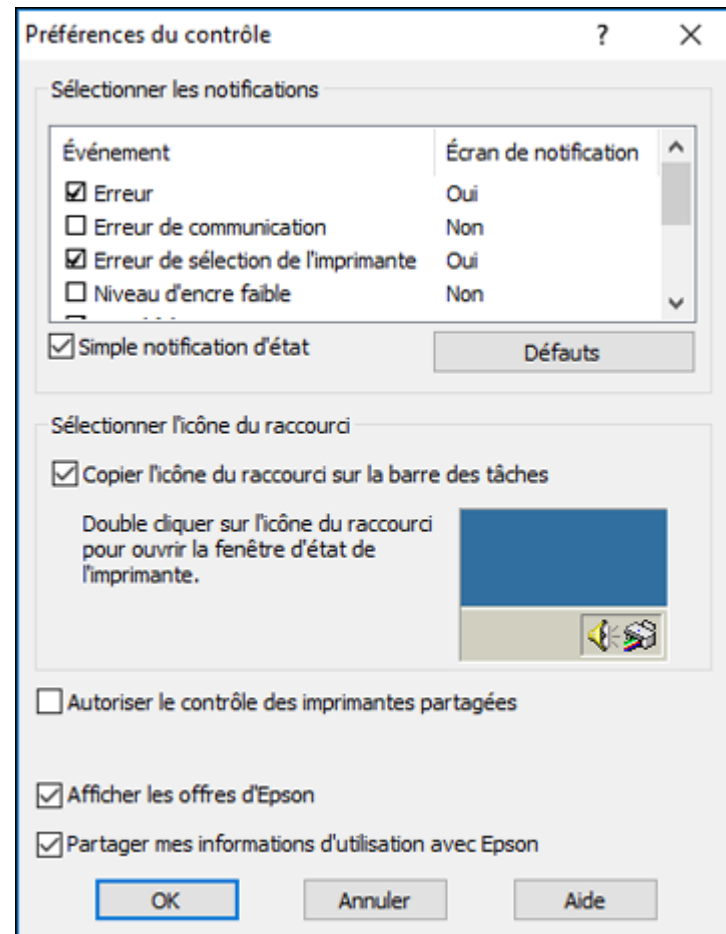 Préférences du contrôle ?
Sélectionner les notifications
Événement Écran de notification
Erreur Oui
Erreur de communication Non
Erreur de sélection de l'imprimante Oui
Niveau d'encre faible Non
Simple notification d'état Défauts
Sélectionner l'icône du raccourci
Copier l'icône du raccourci sur la barre des tâches
Double cliquer sur l'icône du raccourci
pour ouvrir la fenêtre d'état de
l'imprimante.
Autoriser le contrôle des imprimantes partagées
Afficher les offres d'Epson
Partager mes informations d'utilisation avec Epson
OK Annuler Aide